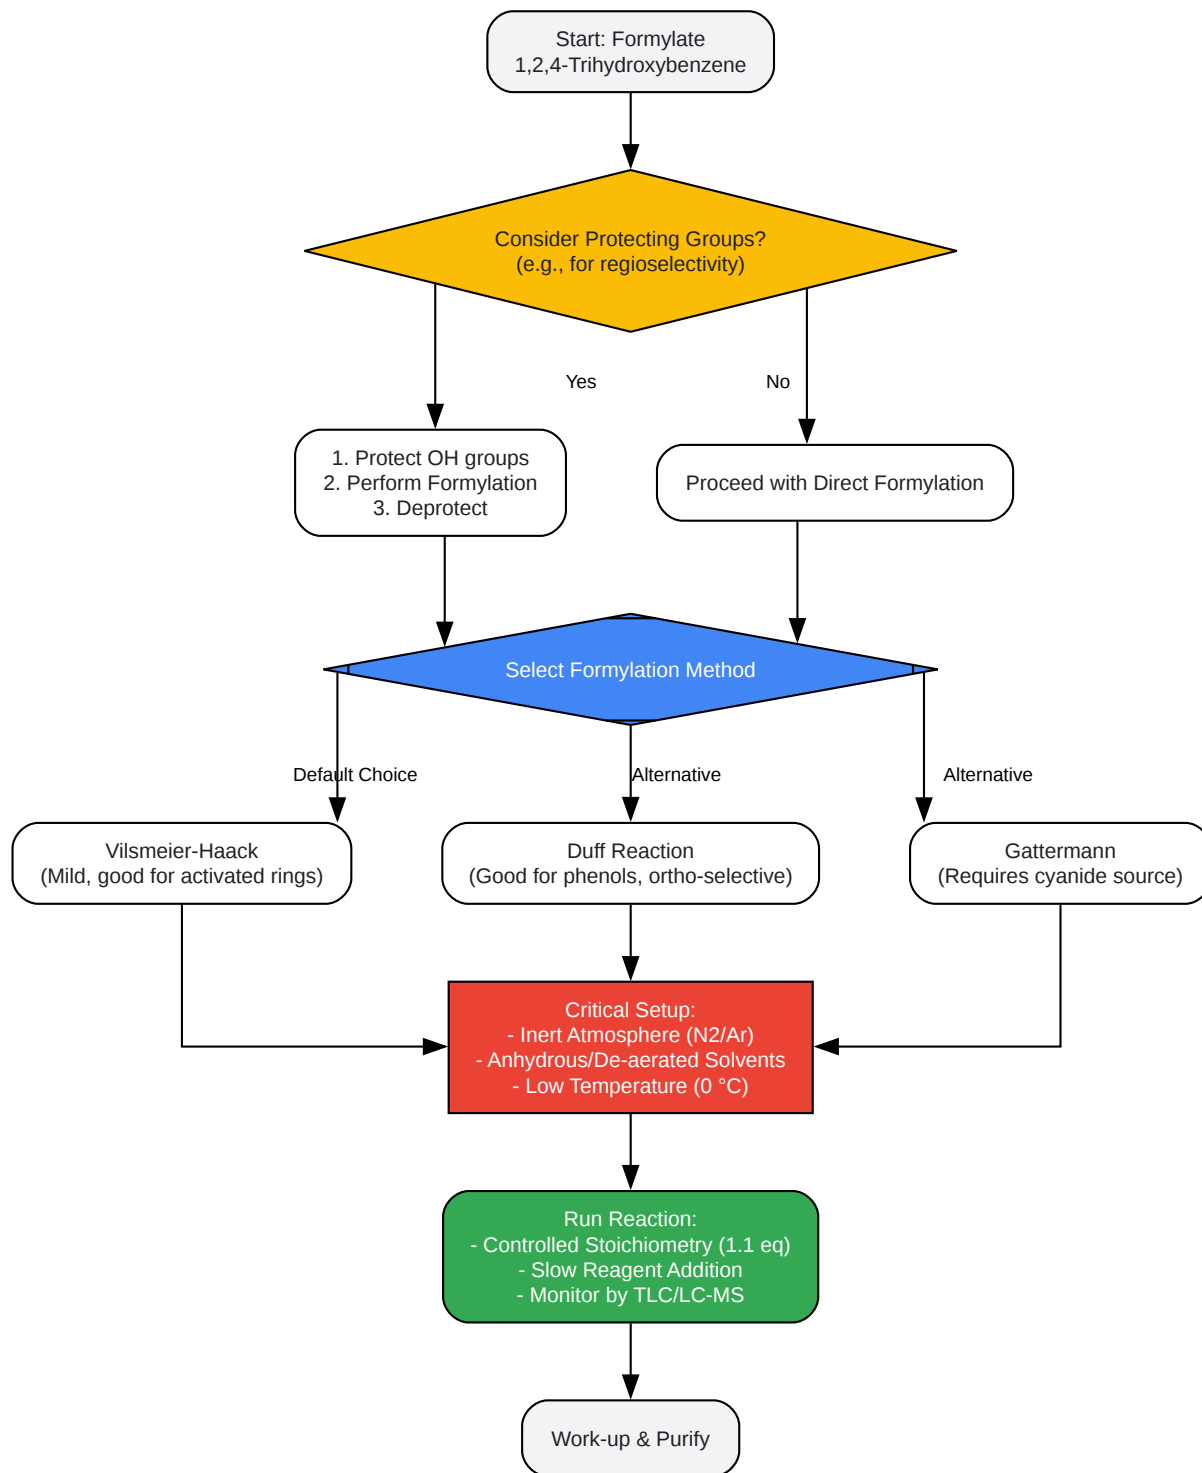 Start: Formylate
1,2,4-Trihydroxybenzene
Consider Protecting Groups?
(e.g., for regioselectivity)
Yes
No
1. Protect OH groups
2. Perform Formylation
3. Deprotect
Proceed with Direct Formylation
Select Formylation Method
Default Choice
Alternative
Alternative
Vilsmeier-Haack
(Mild, good for activated rings)
Duff Reaction
(Good for phenols, ortho-selective)
Gattermann
(Requires cyanide source)
Critical Setup:
- Inert Atmosphere (N2/Ar)
- Anhydrous/De-aerated Solvents
- Low Temperature (0 °C)
Run Reaction:
- Controlled Stoichiometry (1.1 eq)
- Slow Reagent Addition
- Monitor by TLC/LC-MS
Work-up & Purify